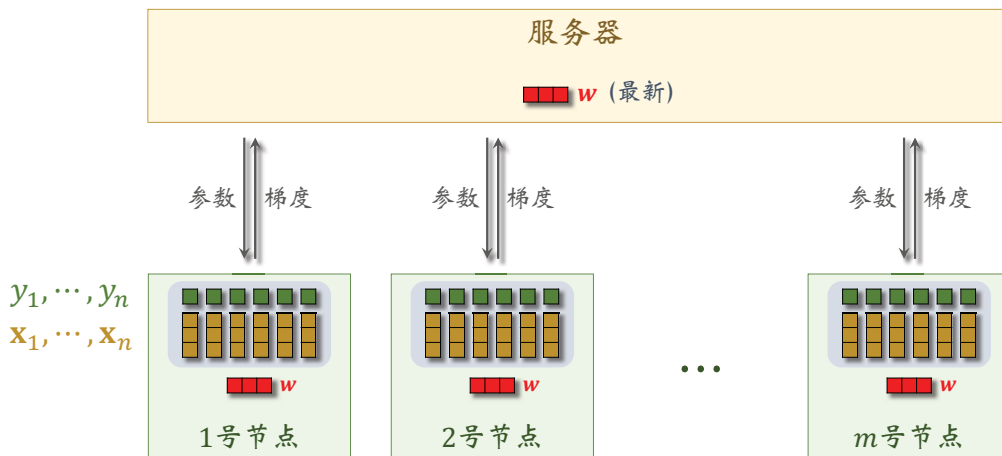 服务器
w (最新)
参数 梯度 参数 梯度 参数 梯度
y₁, ⋯, yₙ
𝐱₁, ⋯, 𝐱ₙ
⋯
w w w
1号节点 2号节点 m号节点